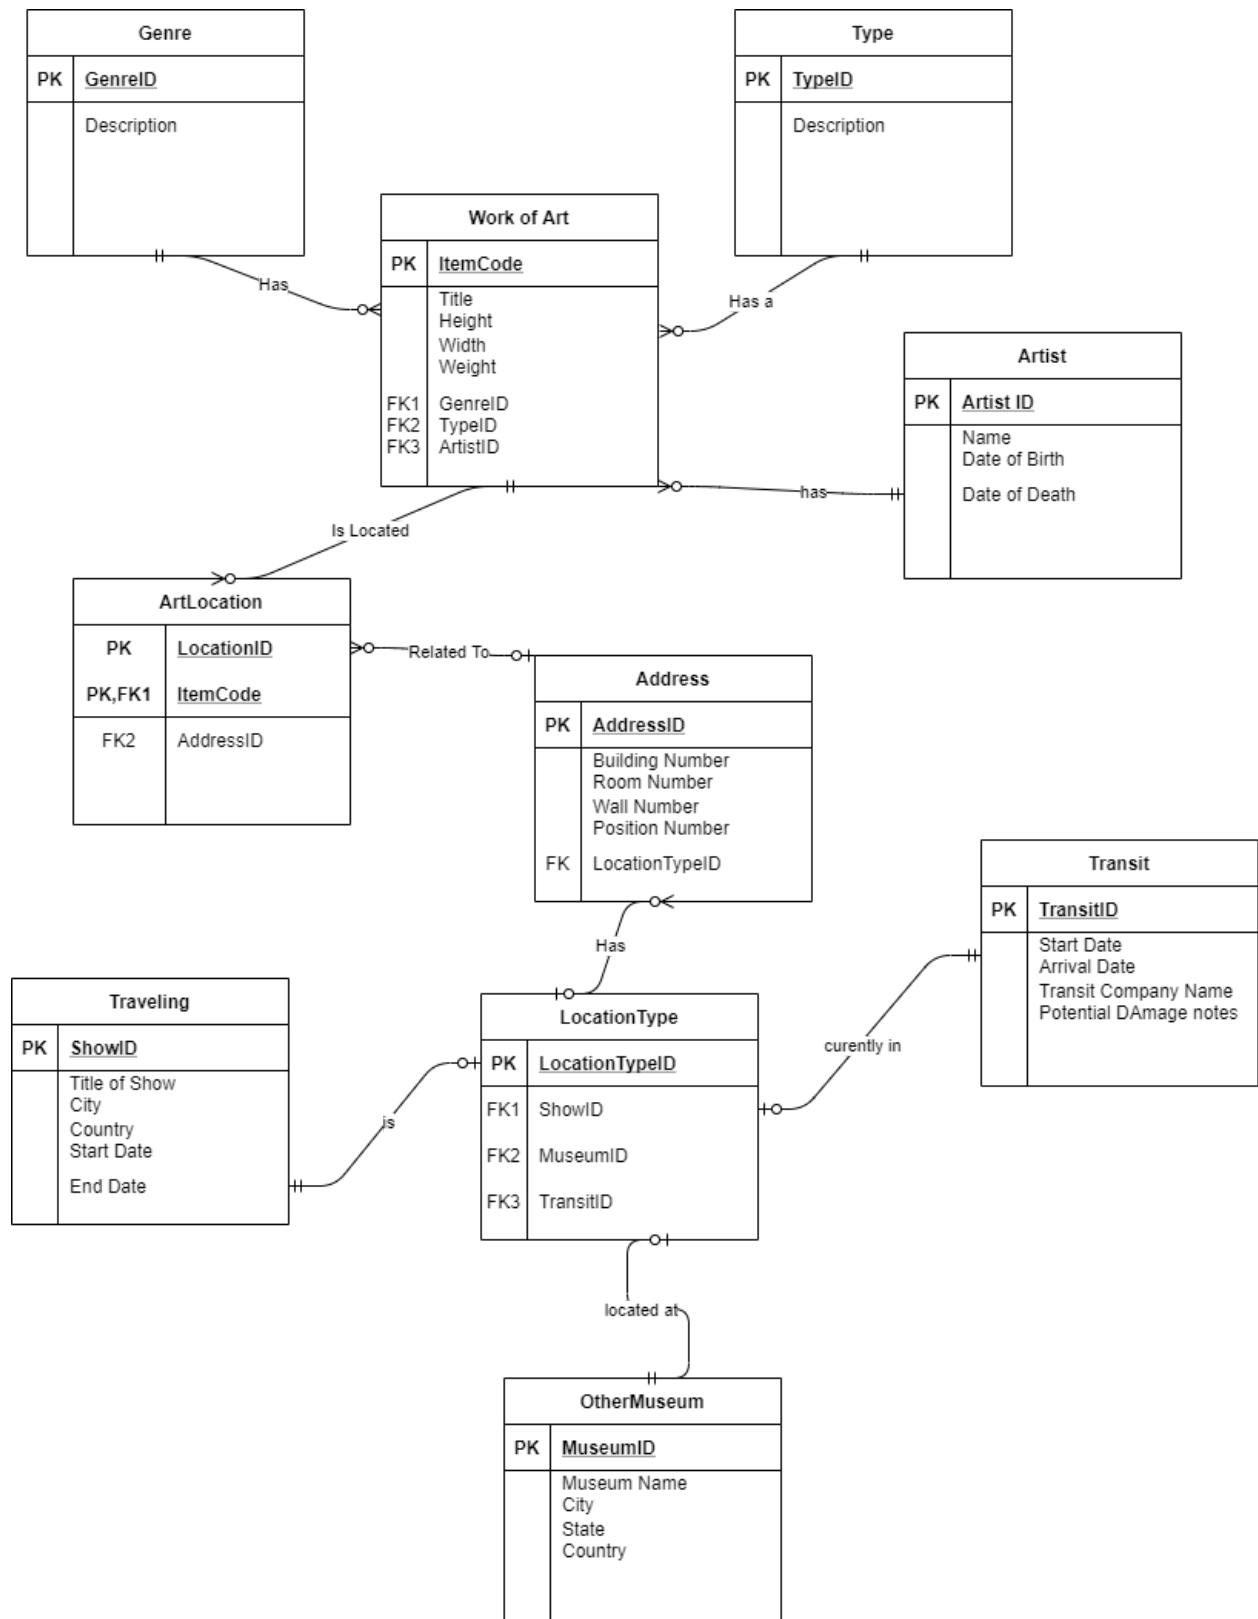 Genre
PK GenreID
Description
Type
PK TypeID
Description
Work of Art
PK ItemCode
Title
Height
Width
Weight
FK1 GenreID
FK2 TypeID
FK3 ArtistID
Has
Has a
Artist
PK Artist ID
Name
Date of Birth
Date of Death
has
Is Located
ArtLocation
PK LocationID
PK,FK1 ItemCode
FK2 AddressID
Related To
Address
PK AddressID
Building Number
Room Number
Wall Number
Position Number
FK LocationTypeID
Has
Transit
PK TransitID
Start Date
Arrival Date
Transit Company Name
Potential DAmage notes
curently in
Traveling
PK ShowID
Title of Show
City
Country
Start Date
End Date
is
LocationType
PK LocationTypeID
FK1 ShowID
FK2 MuseumID
FK3 TransitID
located at
OtherMuseum
PK MuseumID
Museum Name
City
State
Country